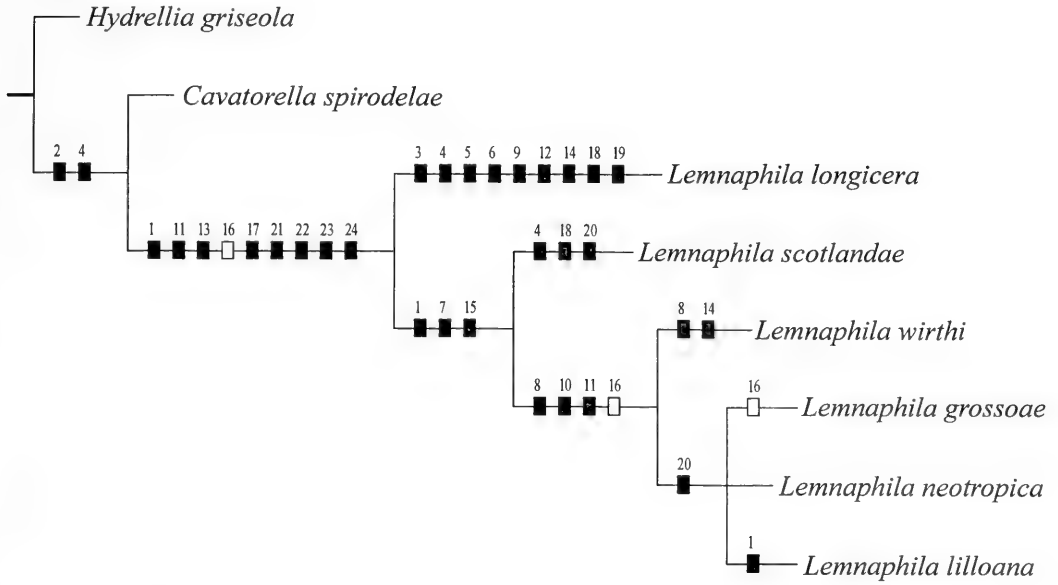 Hydrellia griseola
Cavatorella spirodelae
2 4
3 4 5 6 9 12 14 18 19
Lemnaphila longicera
1 11 13 16 17 21 22 23 24
4 18 20
Lemnaphila scotlandae
1 7 15
8 14
Lemnaphila wirthi
8 10 11 16
16
Lemnaphila grossoae
20
Lemnaphila neotropica
1
Lemnaphila lilloana